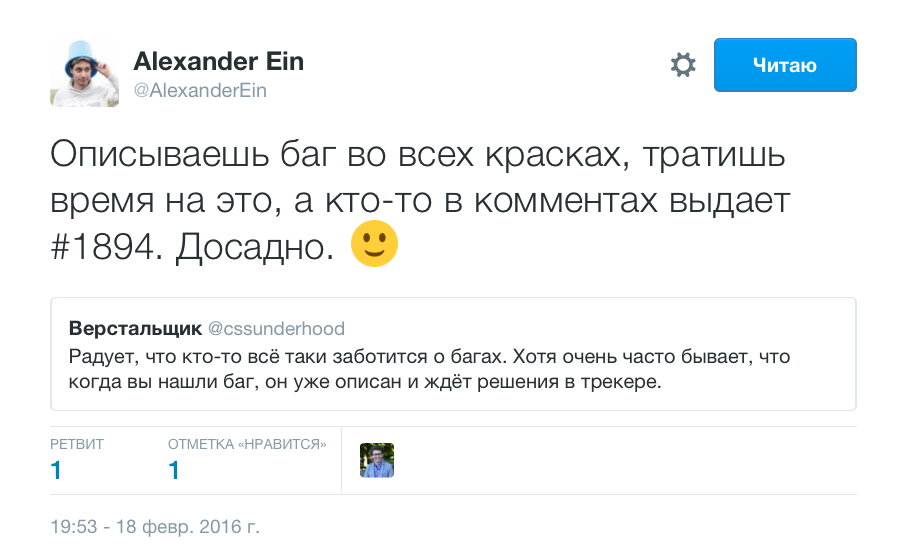 Alexander Ein
@AlexanderEin
Читаю
Описываешь баг во всех красках, тратишь
время на это, а кто-то в комментах выдает
#1894. Досадно. 🙂
Верстальщик @cssunderhood
Радует, что кто-то всё таки заботится о багах. Хотя очень часто бывает, что
когда вы нашли баг, он уже описан и ждёт решения в трекере.
РЕТВИТ
1
ОТМЕТКА «НРАВИТСЯ»
1
19:53 - 18 февр. 2016 г.